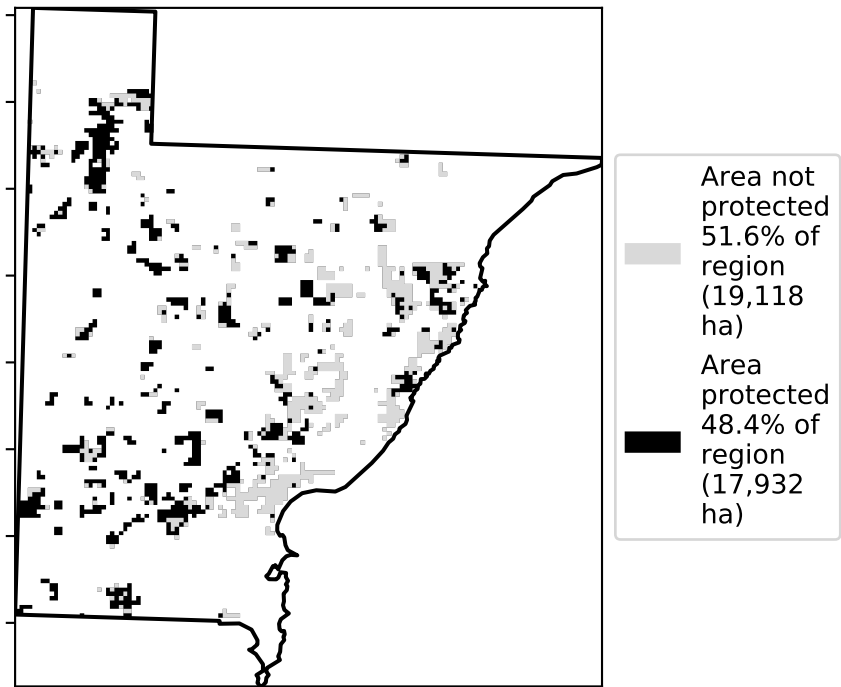 Area not
protected
51.6% of
region
(19,118
ha)
Area
protected
48.4% of
region
(17,932
ha)